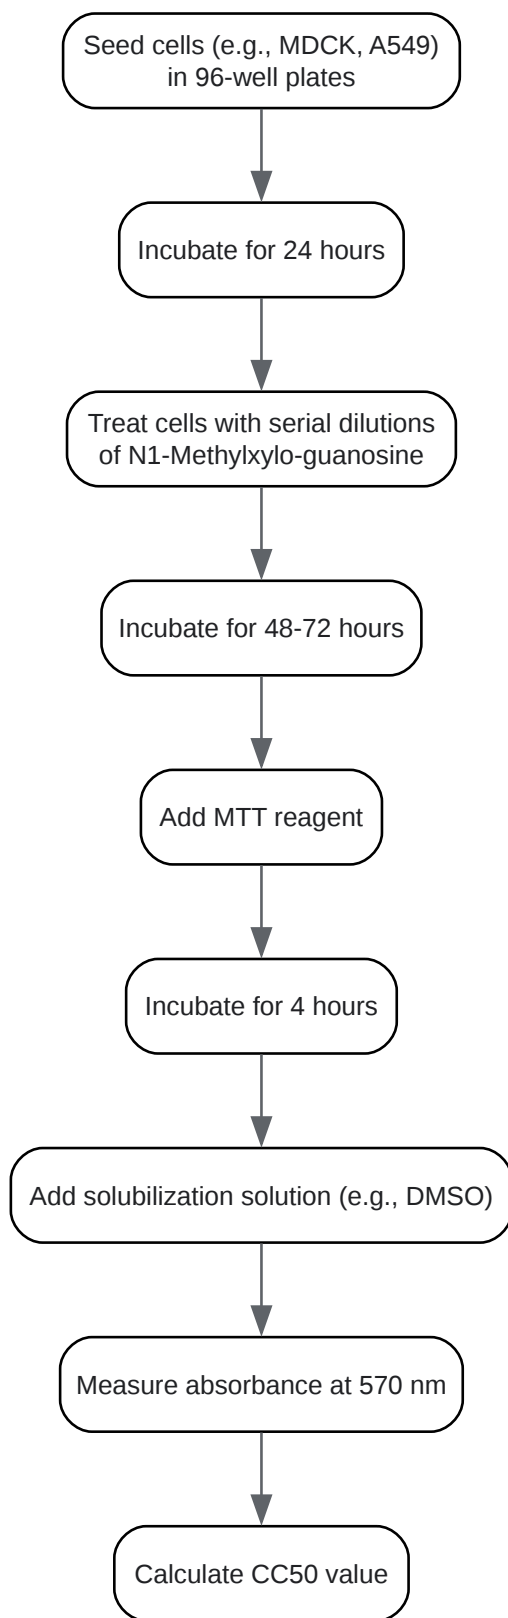 Seed cells (e.g., MDCK, A549)
in 96-well plates
Incubate for 24 hours
Treat cells with serial dilutions
of N1-Methylxylo-guanosine
Incubate for 48-72 hours
Add MTT reagent
Incubate for 4 hours
Add solubilization solution (e.g., DMSO)
Measure absorbance at 570 nm
Calculate CC50 value